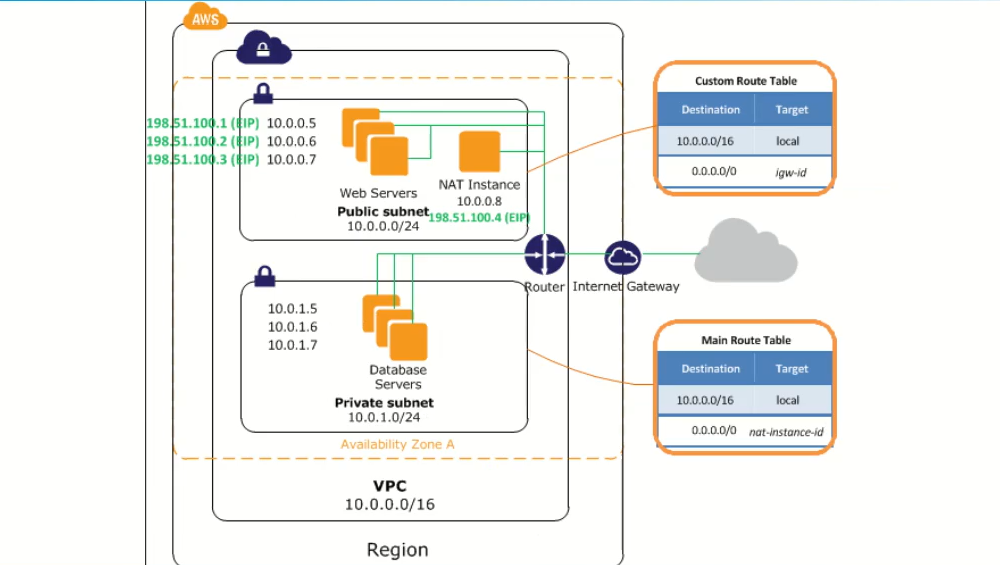 AWS
198.51.100.1 (EIP) 10.0.0.5
198.51.100.2 (EIP) 10.0.0.6
198.51.100.3 (EIP) 10.0.0.7
Web Servers
NAT Instance
10.0.0.8
198.51.100.4 (EIP)
Public subnet
10.0.0.0/24
Router
Internet Gateway
10.0.1.5
10.0.1.6
10.0.1.7
Database
Servers
Private subnet
10.0.1.0/24
Availability Zone A
VPC
10.0.0.0/16
Region
Custom Route Table
Destination Target
10.0.0.0/16 local
0.0.0.0/0 igw-id
Main Route Table
Destination Target
10.0.0.0/16 local
0.0.0.0/0 nat-instance-id